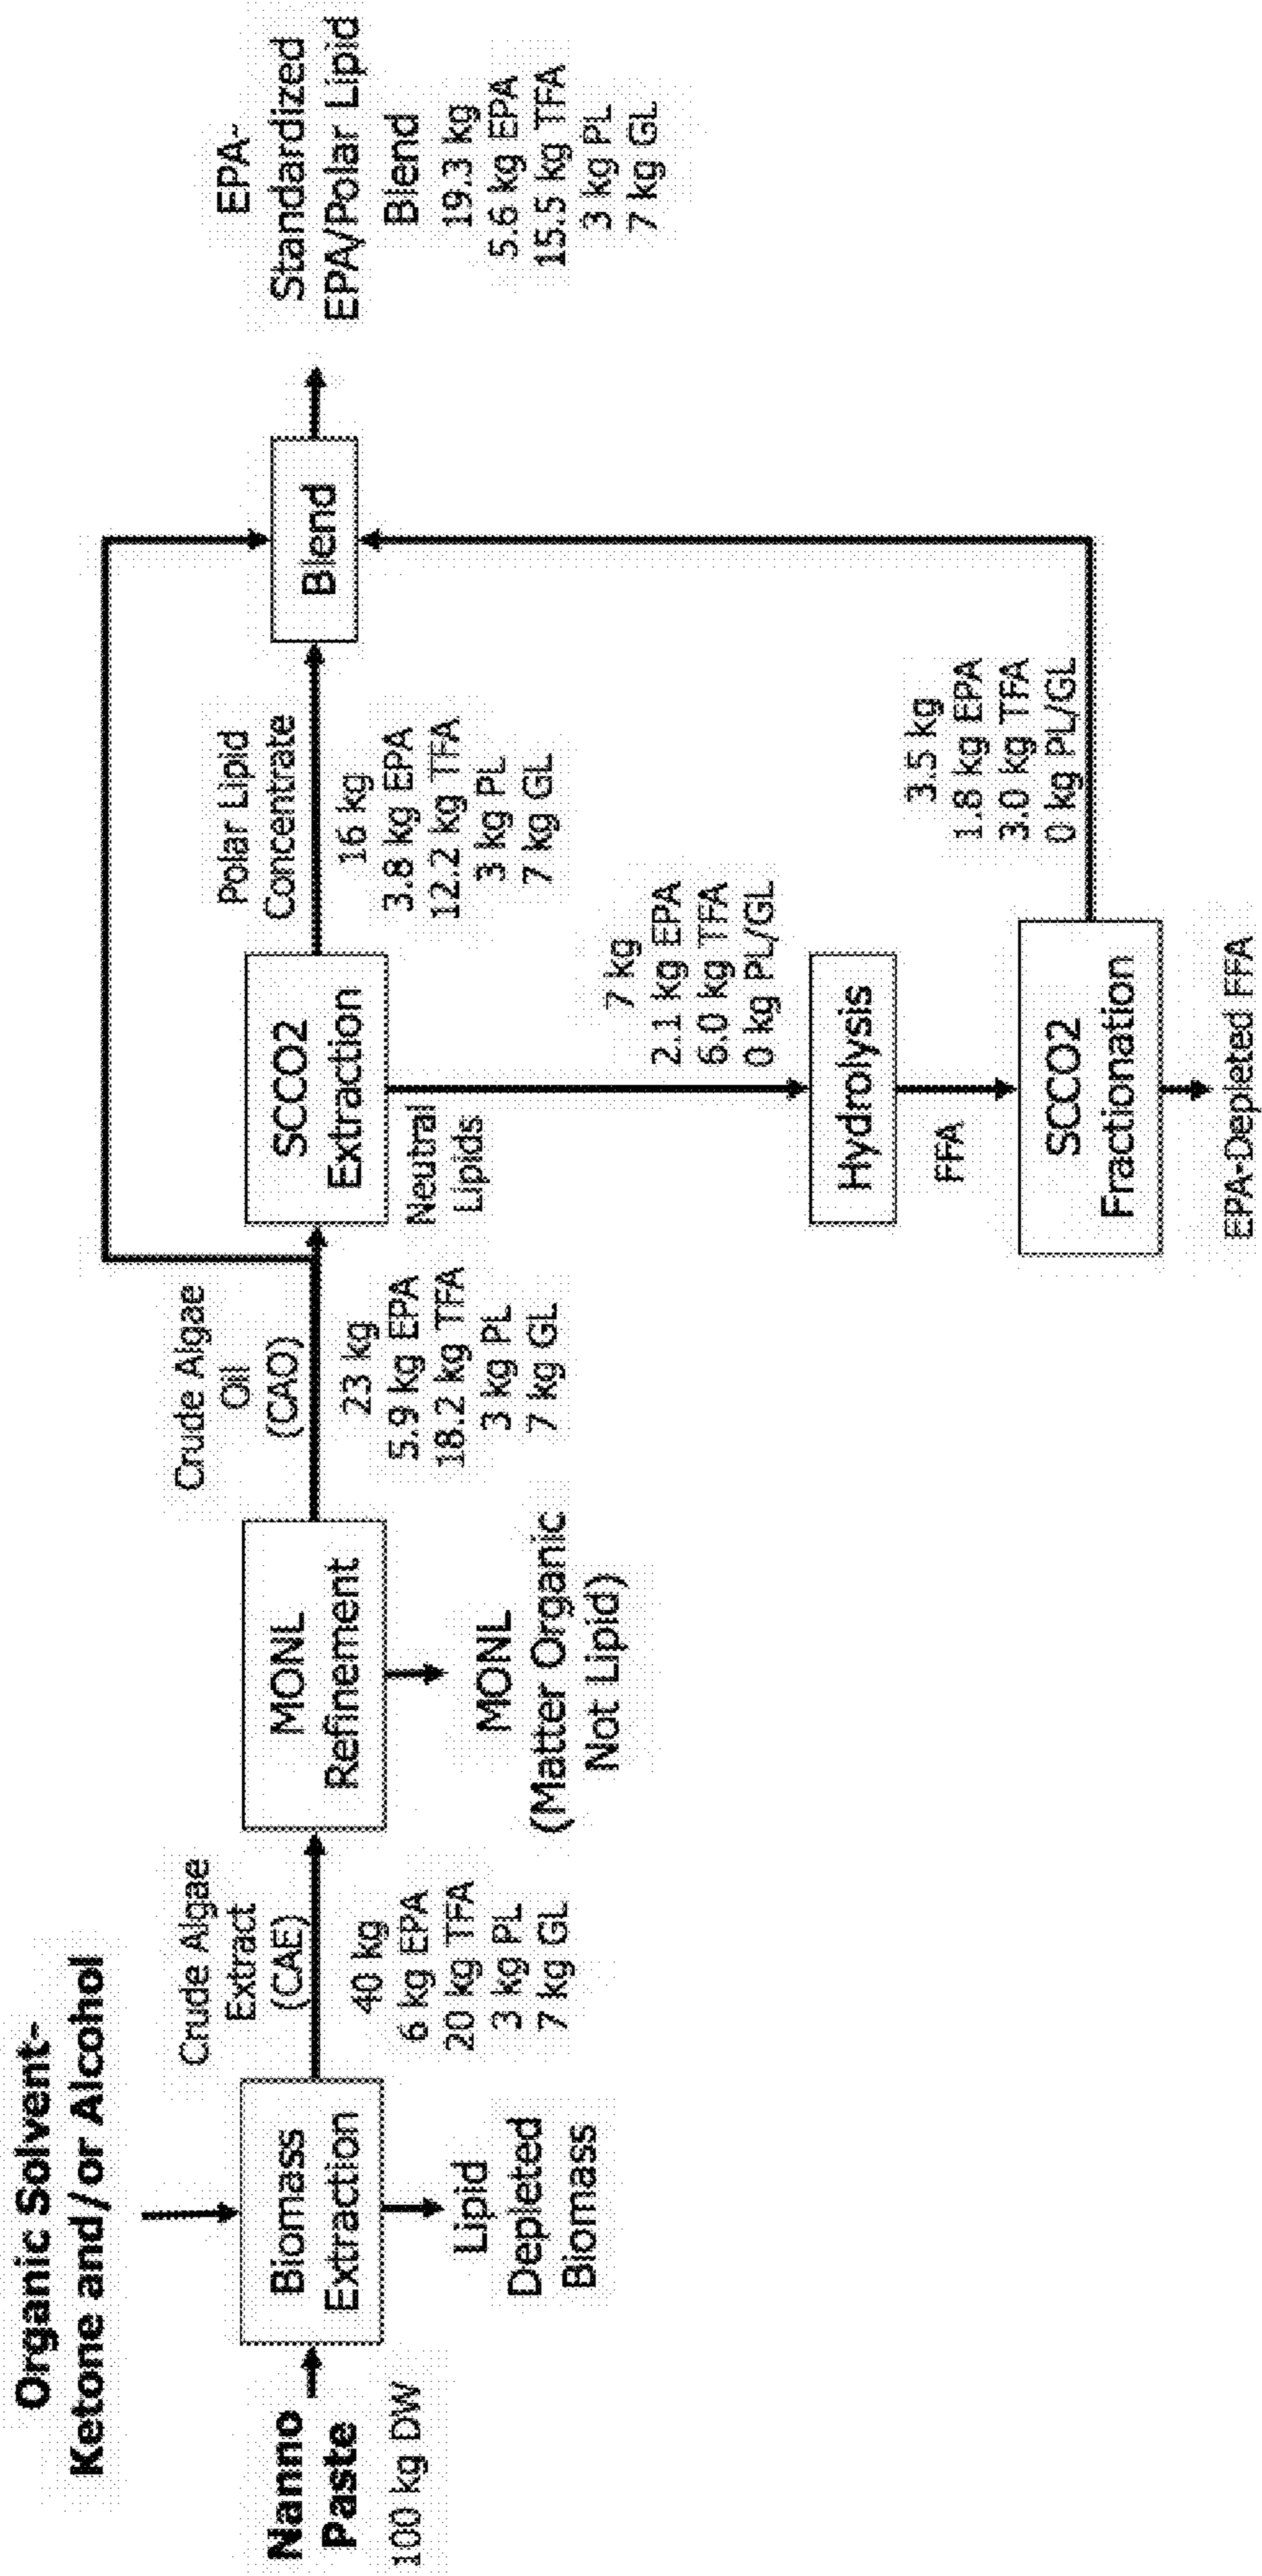 Organic Solvent-
Ketone and/or Alcohol
Nanno
Paste
100 kg DW
Biomass
Extraction
Lipid
Depleted
Biomass
Crude Algae
Extract
(CAE)
40 kg
6 kg EPA
20 kg TFA
3 kg PL
7 kg GL
MONL
Refinement
MONL
(Matter Organic
Not Lipid)
Crude Algae
Oil
(CAO)
23 kg
5.9 kg EPA
18.2 kg TFA
3 kg PL
7 kg GL
SCCO2
Extraction
Neutral
Lipids
7 kg
2.1 kg EPA
6.0 kg TFA
0 kg PL/GL
Hydrolysis
FFA
SCCO2
Fractionation
EPA-Depleted FFA
3.5 kg
1.8 kg EPA
3.0 kg TFA
0 kg PL/GL
Polar Lipid
Concentrate
16 kg
3.8 kg EPA
12.2 kg TFA
3 kg PL
7 kg GL
Blend
EPA-
Standardized
EPA/Polar Lipid
Blend
19.3 kg
5.6 kg EPA
15.5 kg TFA
3 kg PL
7 kg GL